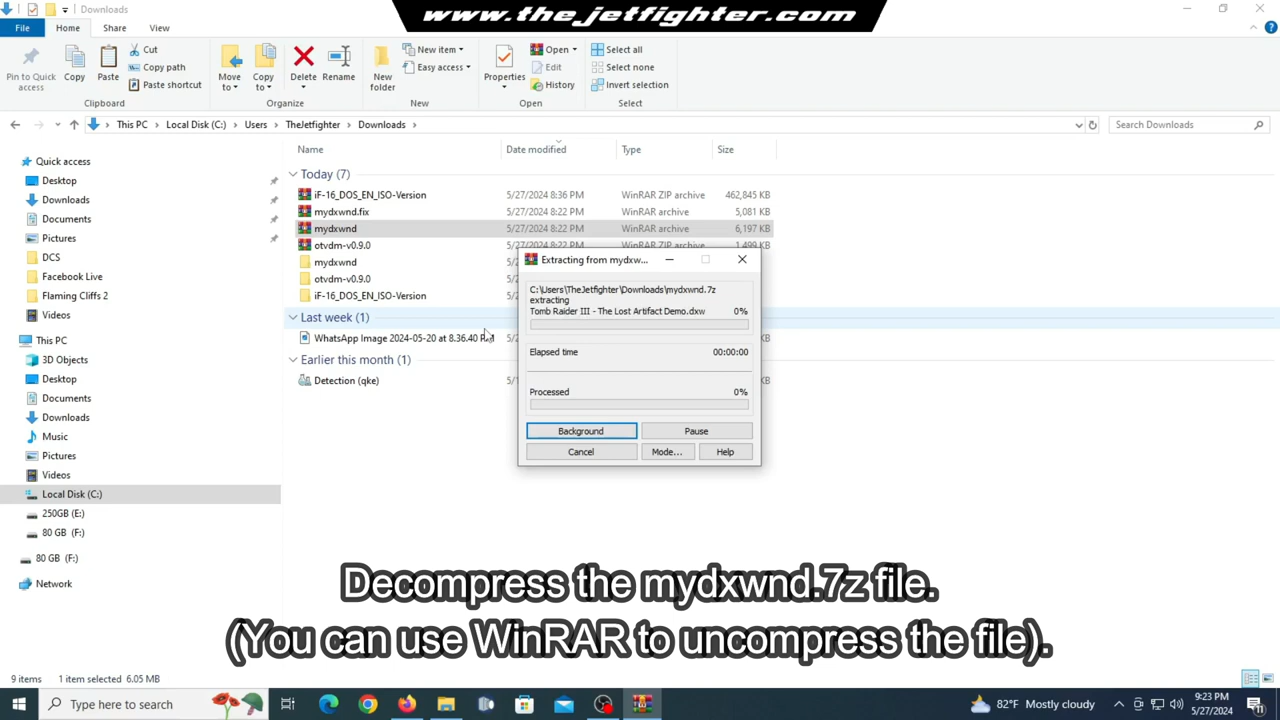 Downloads
www.thejetfighter.com
File Home Share View
Pin to Quick access
Copy
Paste
Cut
Copy path
Paste shortcut
Clipboard
Move to
Copy to
Delete
Rename
Organize
New folder
New item
Easy access
New
Properties
Open
Edit
History
Open
Select all
Select none
Invert selection
Select
This PC > Local Disk (C:) > Users > TheJetfighter > Downloads >
Search Downloads
Quick access
Desktop
Downloads
Documents
Pictures
DCS
Facebook Live
Flaming Cliffs 2
Videos
This PC
3D Objects
Desktop
Documents
Downloads
Music
Pictures
Videos
Local Disk (C:)
250GB (E:)
80 GB (F:)
80 GB (F:)
Network
Name Date modified Type Size
Today (7)
iF-16_DOS_EN_ISO-Version 5/27/2024 8:36 PM WinRAR ZIP archive 462,845 KB
mydxwnd.fix 5/27/2024 8:22 PM WinRAR archive 5,081 KB
mydxwnd 5/27/2024 8:22 PM WinRAR archive 6,197 KB
otvdm-v0.9.0 5/27/2024 8:22 PM WinRAR ZIP archive 1,499 KB
mydxwnd
otvdm-v0.9.0
iF-16_DOS_EN_ISO-Version
Last week (1)
WhatsApp Image 2024-05-20 at 8.36.40
Earlier this month (1)
Detection (qke)
Extracting from mydxw...
C:\Users\TheJetfighter\Downloads\mydxwnd.7z
extracting
Tomb Raider III - The Lost Artifact Demo.dxw 0%
Elapsed time 00:00:00
Processed 0%
Background Pause
Cancel Mode... Help
Decompress the mydxwnd.7z file.
(You can use WinRAR to uncompress the file).
9 items 1 item selected 6.05 MB
Type here to search
82°F Mostly cloudy
9:23 PM
5/27/2024